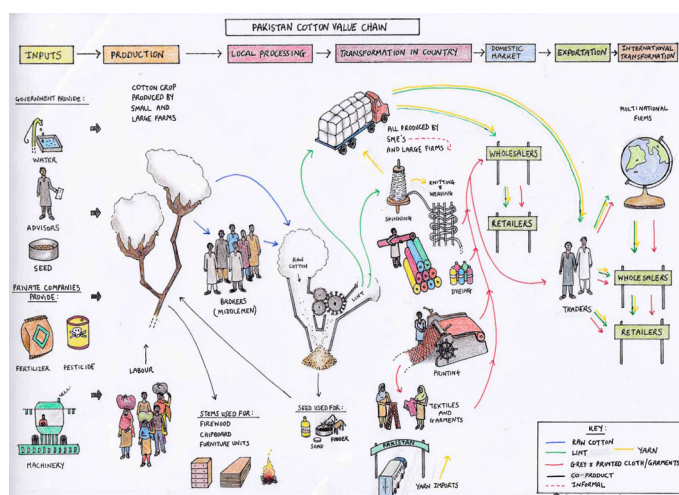 PAKISTAN COTTON VALUE CHAIN
INPUTS
PRODUCTION
LOCAL PROCESSING
TRANSFORMATION IN COUNTRY
DOMESTIC
MARKET
EXPORTATION
INTERNATIONAL
TRANSFORMATION
GOVERNMENT PROVIDE:
WATER
ADVISORS
SEED
PRIVATE COMPANIES
PROVIDE:
FERTILIZER
PESTICIDE
MACHINERY
COTTON CROP
PRODUCED BY
SMALL AND
LARGE FARMS
LABOUR
BROKERS
(MIDDLEMEN)
STEMS USED FOR:
FIREWOOD
CHIPBOARD
FURNITURE UNITS
RAW
COTTON
LINT
SEED USED FOR:
SOAP
FODDER
ALL PRODUCED BY
SME'S
AND LARGE FIRMS
KNITTING &
WEAVING
SPINNING
DYEING
PRINTING
TEXTILES
AND
GARMENTS
PAKISTAN
YARN IMPORTS
WHOLESALERS
RETAILERS
TRADERS
MULTINATIONAL
FIRMS
WHOLESALERS
RETAILERS
KEY:
RAW COTTON
LINT
YARN
GREY & PRINTED CLOTH/GARMENTS
CO-PRODUCT
INFORMAL